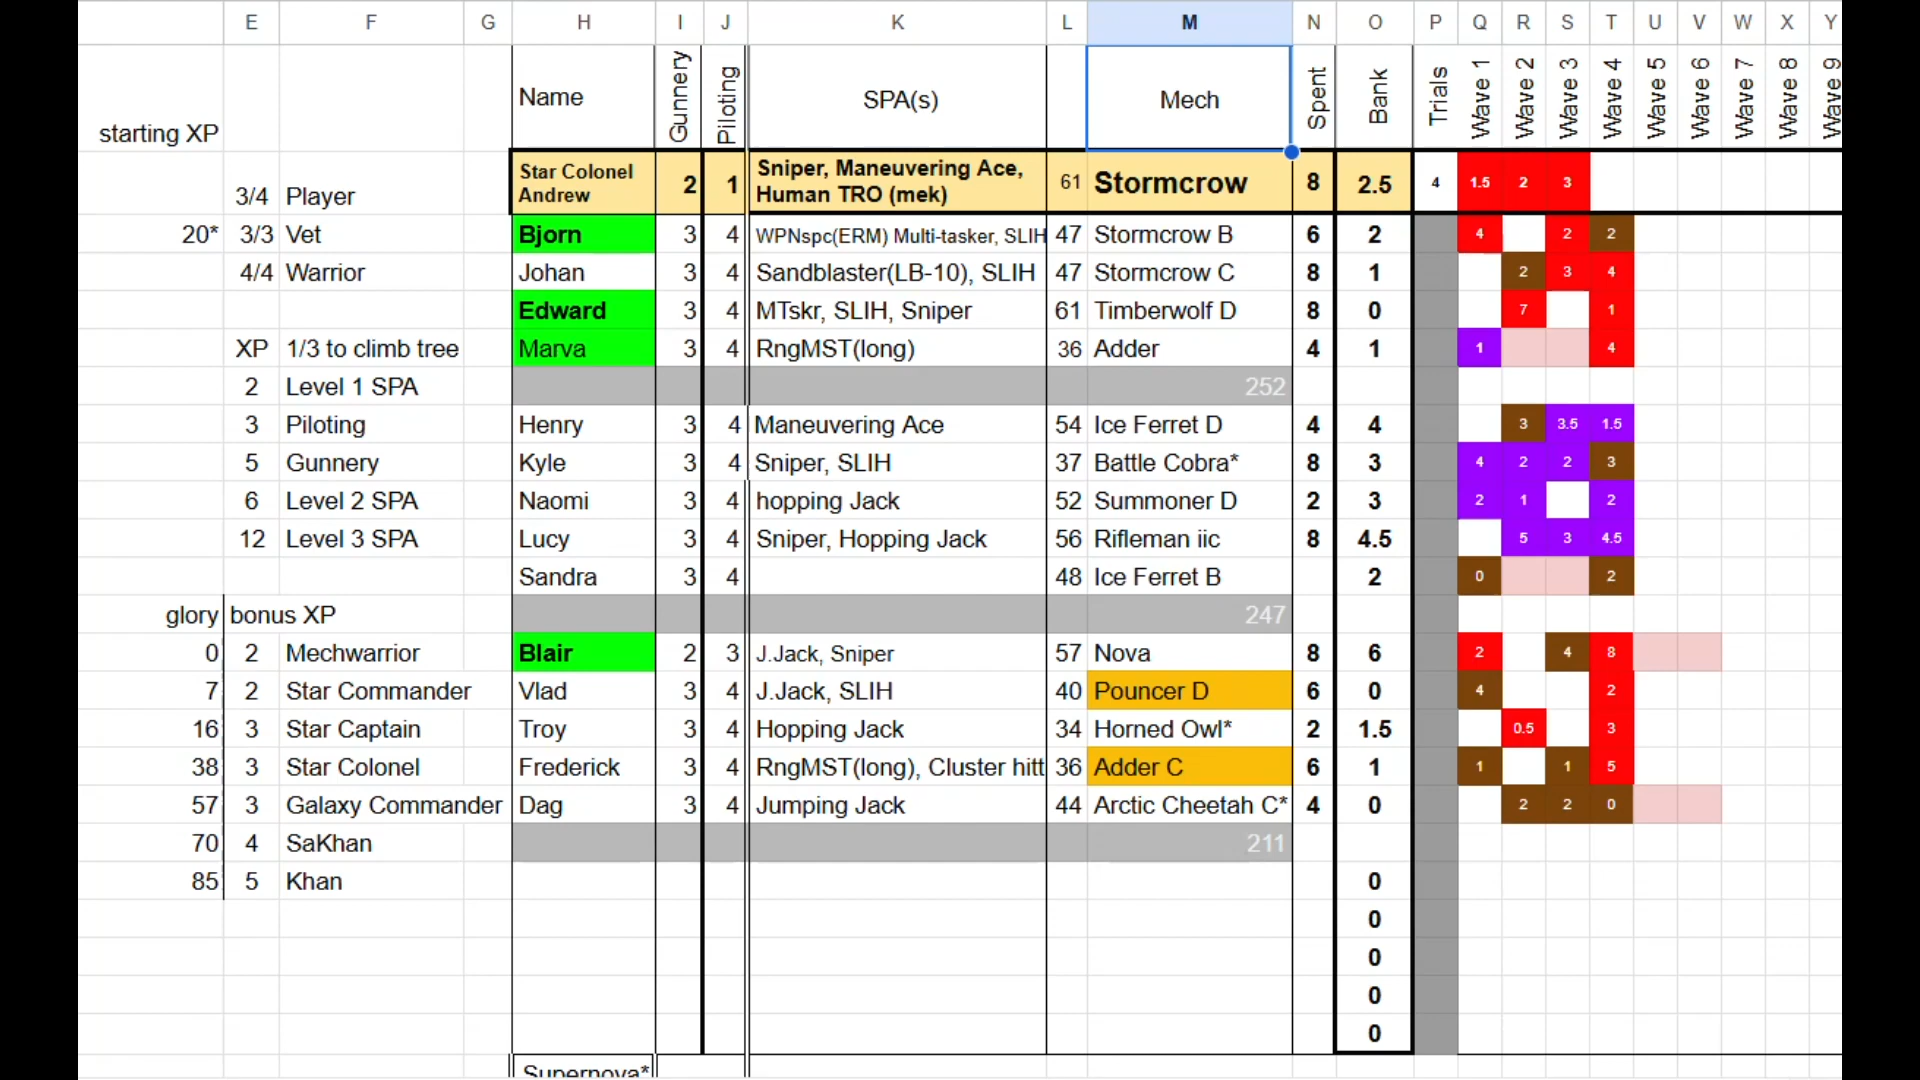 E F G H I J K L M N O P Q R S T U V W X Y
starting XP Name Gunnery Piloting SPA(s) Mech Spent Bank Trials Wave 1 Wave 2 Wave 3 Wave 4 Wave 5 Wave 6 Wave 7 Wave 8 Wave 9
3/4 Player Star Colonel Andrew 2 1 Sniper, Maneuvering Ace, Human TRO (mek) 61 Stormcrow 8 2.5 4 1.5 2 3
20* 3/3 Vet Bjorn 3 4 WPNspc(ERM) Multi-tasker, SLIH 47 Stormcrow B 6 2 4 2 2
4/4 Warrior Johan 3 4 Sandblaster(LB-10), SLIH 47 Stormcrow C 8 1 2 3 4
Edward 3 4 MTskr, SLIH, Sniper 61 Timberwolf D 8 0 7 1
XP 1/3 to climb tree Marva 3 4 RngMST(long) 36 Adder 4 1 1 4
2 Level 1 SPA 252
3 Piloting Henry 3 4 Maneuvering Ace 54 Ice Ferret D 4 4 3 3.5 1.5
5 Gunnery Kyle 3 4 Sniper, SLIH 37 Battle Cobra* 8 3 4 2 2 3
6 Level 2 SPA Naomi 3 4 hopping Jack 52 Summoner D 2 3 2 1 2
12 Level 3 SPA Lucy 3 4 Sniper, Hopping Jack 56 Rifleman iic 8 4.5 5 3 4.5
Sandra 3 4 48 Ice Ferret B 2 0 2
glory bonus XP 247
0 2 Mechwarrior Blair 2 3 J.Jack, Sniper 57 Nova 8 6 2 4 8
7 2 Star Commander Vlad 3 4 J.Jack, SLIH 40 Pouncer D 6 0 4 2
16 3 Star Captain Troy 3 4 Hopping Jack 34 Horned Owl* 2 1.5 0.5 3
38 3 Star Colonel Frederick 3 4 RngMST(long), Cluster hitt 36 Adder C 6 1 1 1 5
57 3 Galaxy Commander Dag 3 4 Jumping Jack 44 Arctic Cheetah C* 4 0 2 2 0
70 4 SaKhan 211
85 5 Khan 0
0
0
0
0
Supernova*